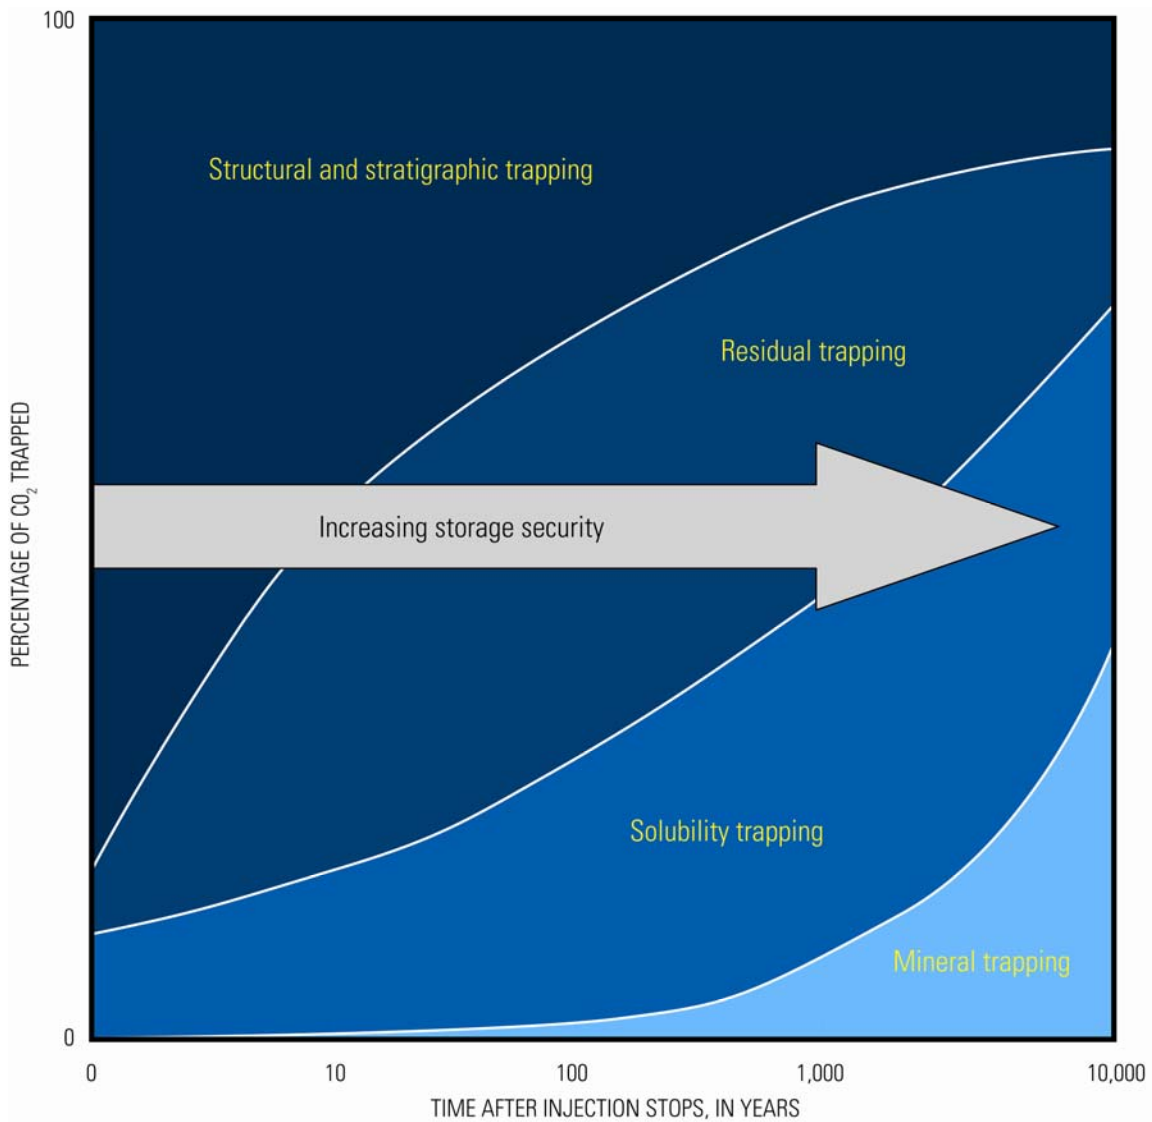 100
Structural and stratigraphic trapping
Residual trapping
PERCENTAGE OF CO₂ TRAPPED
Increasing storage security
Solubility trapping
Mineral trapping
0
0 10 100 1,000 10,000
TIME AFTER INJECTION STOPS, IN YEARS